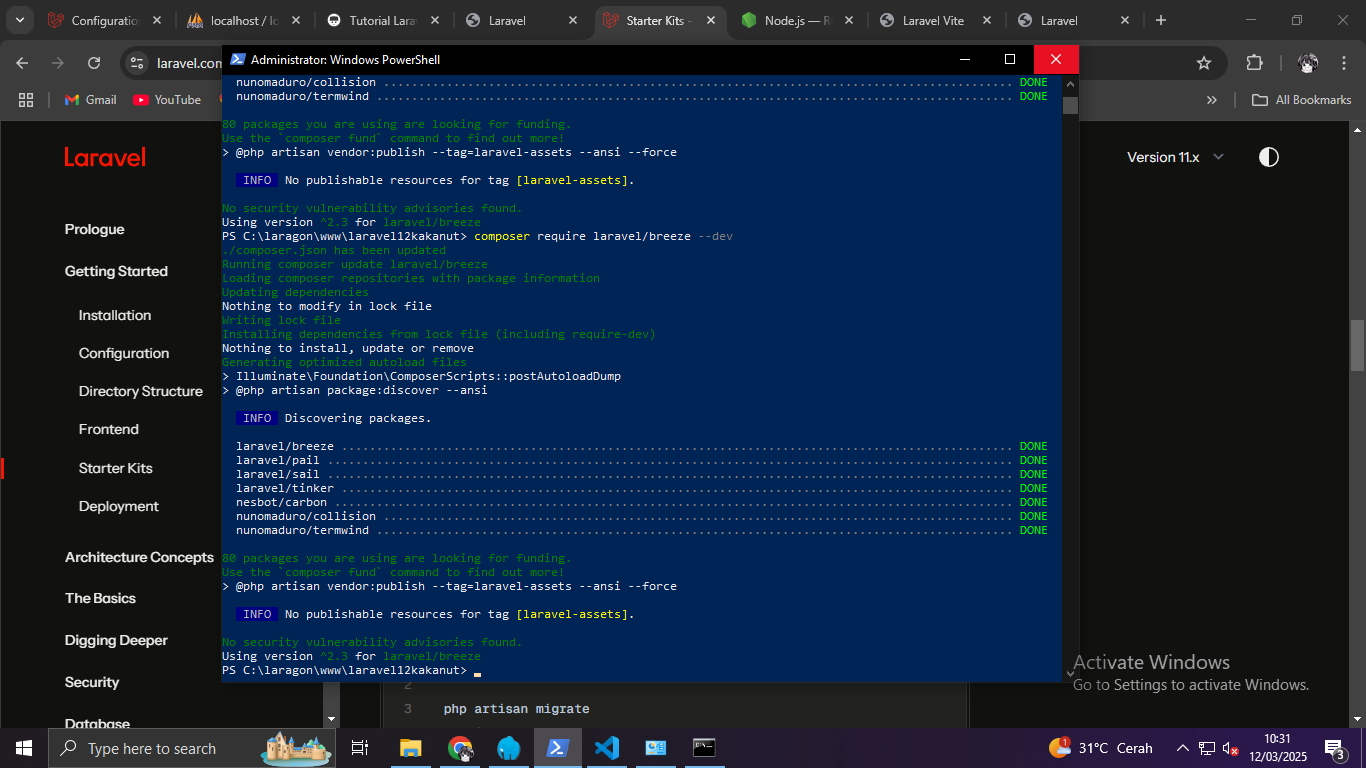 Configuration
localhost / lo
Tutorial Lara
Laravel
Starter Kits -
Node.js — R
Laravel Vite
Laravel
laravel.com
Gmail
YouTube
All Bookmarks
Administrator: Windows PowerShell
nunomaduro/collision ... DONE
nunomaduro/termwind ... DONE
80 packages you are using are looking for funding.
Use the `composer fund` command to find out more!
> @php artisan vendor:publish --tag=laravel-assets --ansi --force
INFO No publishable resources for tag [laravel-assets].
No security vulnerability advisories found.
Using version ^2.3 for laravel/breeze
PS C:\laragon\www\laravel12kakanut> composer require laravel/breeze --dev
./composer.json has been updated
Running composer update laravel/breeze
Loading composer repositories with package information
Updating dependencies
Nothing to modify in lock file
Writing lock file
Installing dependencies from lock file (including require-dev)
Nothing to install, update or remove
Generating optimized autoload files
> Illuminate\Foundation\ComposerScripts::postAutoloadDump
> @php artisan package:discover --ansi
INFO Discovering packages.
laravel/breeze ... DONE
laravel/pail ... DONE
laravel/sail ... DONE
laravel/tinker ... DONE
nesbot/carbon ... DONE
nunomaduro/collision ... DONE
nunomaduro/termwind ... DONE
80 packages you are using are looking for funding.
Use the `composer fund` command to find out more!
> @php artisan vendor:publish --tag=laravel-assets --ansi --force
INFO No publishable resources for tag [laravel-assets].
No security vulnerability advisories found.
Using version ^2.3 for laravel/breeze
PS C:\laragon\www\laravel12kakanut>
Laravel
Version 11.x
Prologue
Getting Started
Installation
Configuration
Directory Structure
Frontend
Starter Kits
Deployment
Architecture Concepts
The Basics
Digging Deeper
Security
Database
2
3 php artisan migrate
Activate Windows
Go to Settings to activate Windows.
Type here to search
1
31°C Cerah
10:31
12/03/2025
3